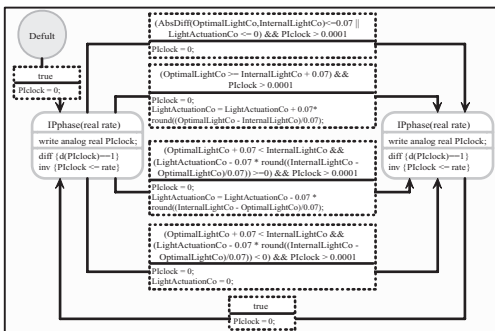 Defult
true
PIclock = 0;
(AbsDiff(OptimalLightCo,InternalLightCo)<=0.07 ||
LightActuationCo <= 0) && PIclock > 0.0001
PIclock = 0;
(OptimalLightCo >= InternalLightCo + 0.07) &&
PIclock > 0.0001
PIclock = 0;
LightActuationCo = LightActuationCo + 0.07*
round((OptimalLightCo - InternalLightCo)/0.07);
IPphase(real rate)
write analog real PIclock;
diff {d(PIclock)==1}
inv {PIclock <= rate}
(OptimalLightCo + 0.07 < InternalLightCo &&
(LightActuationCo - 0.07 * round((InternalLightCo -
OptimalLightCo)/0.07)) >=0) && PIclock > 0.0001
PIclock = 0;
LightActuationCo = LightActuationCo - 0.07 *
round((InternalLightCo - OptimalLightCo)/0.07);
IPphase(real rate)
write analog real PIclock;
diff {d(PIclock)==1}
inv {PIclock <= rate}
(OptimalLightCo + 0.07 < InternalLightCo &&
(LightActuationCo - 0.07 * round((InternalLightCo -
OptimalLightCo)/0.07)) < 0) && PIclock > 0.0001
PIclock = 0;
LightActuationCo = 0;
true
PIclock = 0;